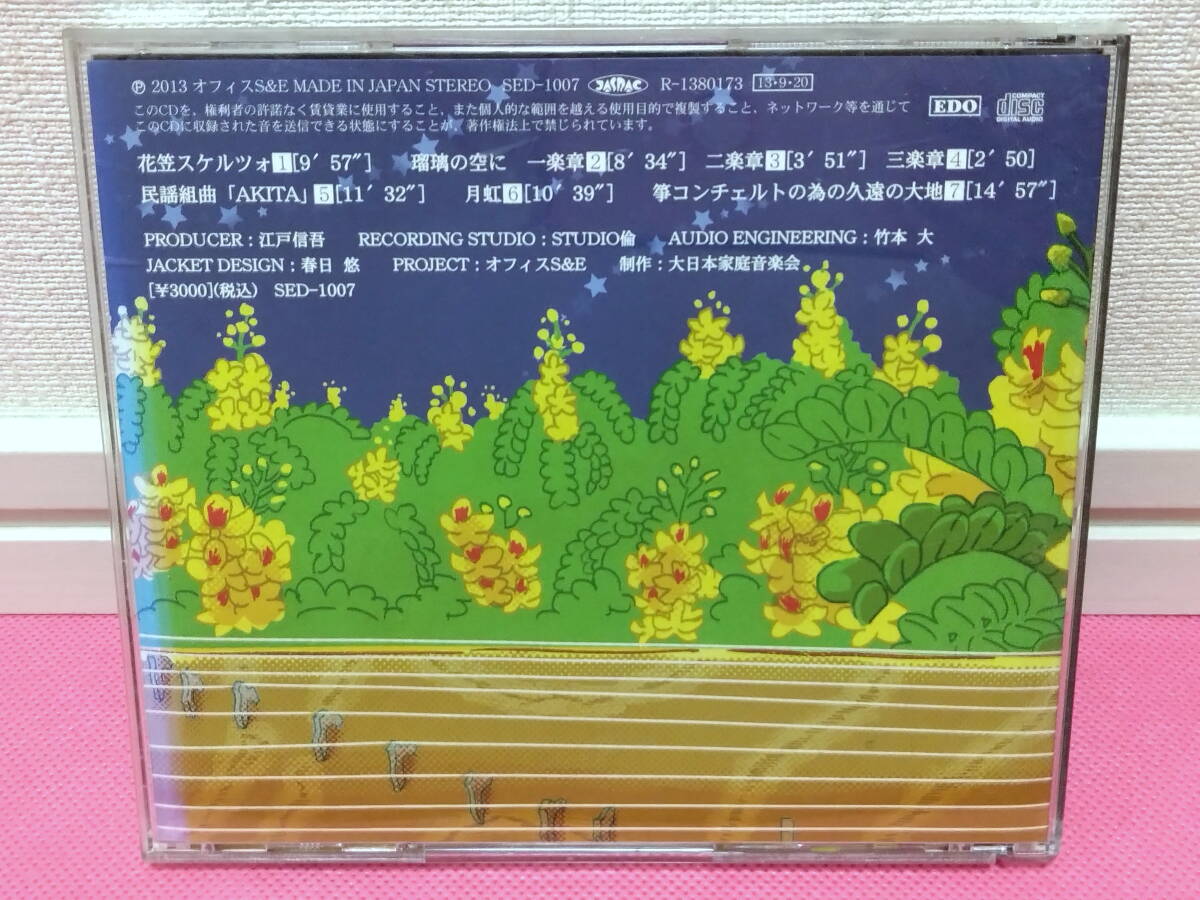 ℗ 2013 オフィスS&E MADE IN JAPAN STEREO SED-1007 JASRAC R-1380173 13・9・20
このCDを、権利者の許諾なく賃貸業に使用すること，また個人的な範囲を越える使用目的で複製すること、ネットワーク等を通じて
このCDに収録された音を送信できる状態にすることが，著作権法上で禁じられています。
EDO COMPACT disc DIGITAL AUDIO
花笠スケルツォ1[9′57″] 瑠璃の空に 一楽章2[8′34″] 二楽章3[3′51″] 三楽章4[2′50]
民謡組曲「AKITA」5[11′32″] 月虹6[10′39″] 箏コンチェルトの為の久遠の大地7[14′57″]
PRODUCER：江戸信吾 RECORDING STUDIO：STUDIO倫 AUDIO ENGINEERING：竹本 大
JACKET DESIGN：春日 悠 PROJECT：オフィスS&E 制作：大日本家庭音楽会
[¥3000](税込) SED-1007